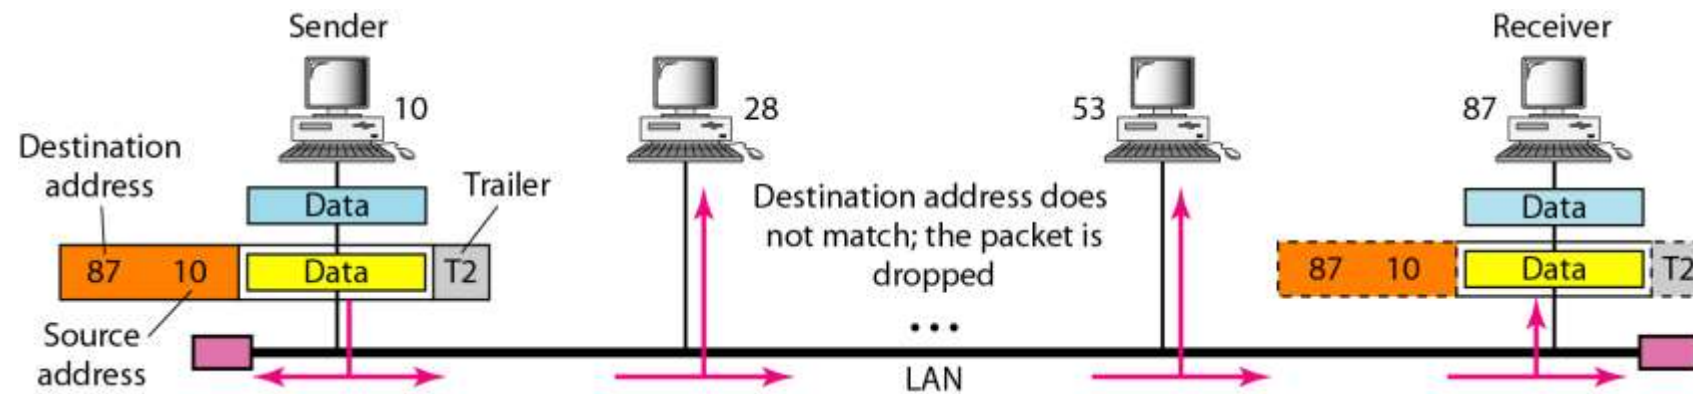 Sender
Receiver
10
28
53
87
Destination
address
Trailer
Data
Destination address does
not match; the packet is
dropped
Data
87 10
Data
T2
87 10
Data
T2
Source
address
...
LAN